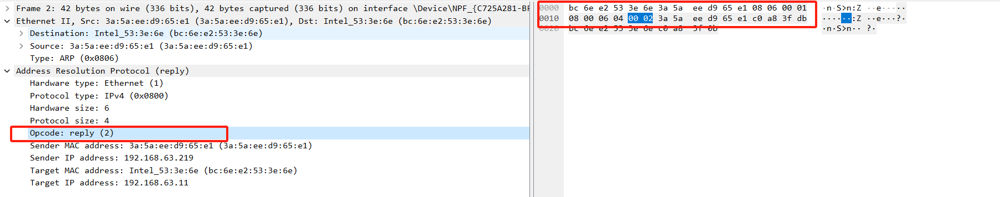 Frame 2: 42 bytes on wire (336 bits), 42 bytes captured (336 bits) on interface \Device\NPF_{C725A281-BF
Ethernet II, Src: 3a:5a:ee:d9:65:e1 (3a:5a:ee:d9:65:e1), Dst: Intel_53:3e:6e (bc:6e:e2:53:3e:6e)
Destination: Intel_53:3e:6e (bc:6e:e2:53:3e:6e)
Source: 3a:5a:ee:d9:65:e1 (3a:5a:ee:d9:65:e1)
Type: ARP (0x0806)
Address Resolution Protocol (reply)
Hardware type: Ethernet (1)
Protocol type: IPv4 (0x0800)
Hardware size: 6
Protocol size: 4
Opcode: reply (2)
Sender MAC address: 3a:5a:ee:d9:65:e1 (3a:5a:ee:d9:65:e1)
Sender IP address: 192.168.63.219
Target MAC address: Intel_53:3e:6e (bc:6e:e2:53:3e:6e)
Target IP address: 192.168.63.11
0000 bc 6e e2 53 3e 6e 3a 5a ee d9 65 e1 08 06 00 01 ·n·S>n:Z ··e·····
0010 08 00 06 04 00 02 3a 5a ee d9 65 e1 c0 a8 3f db ······:Z ··e···?·
0020 bc 6e e2 53 3e 6e c0 a8 3f 0b ·n·S>n·· ?·